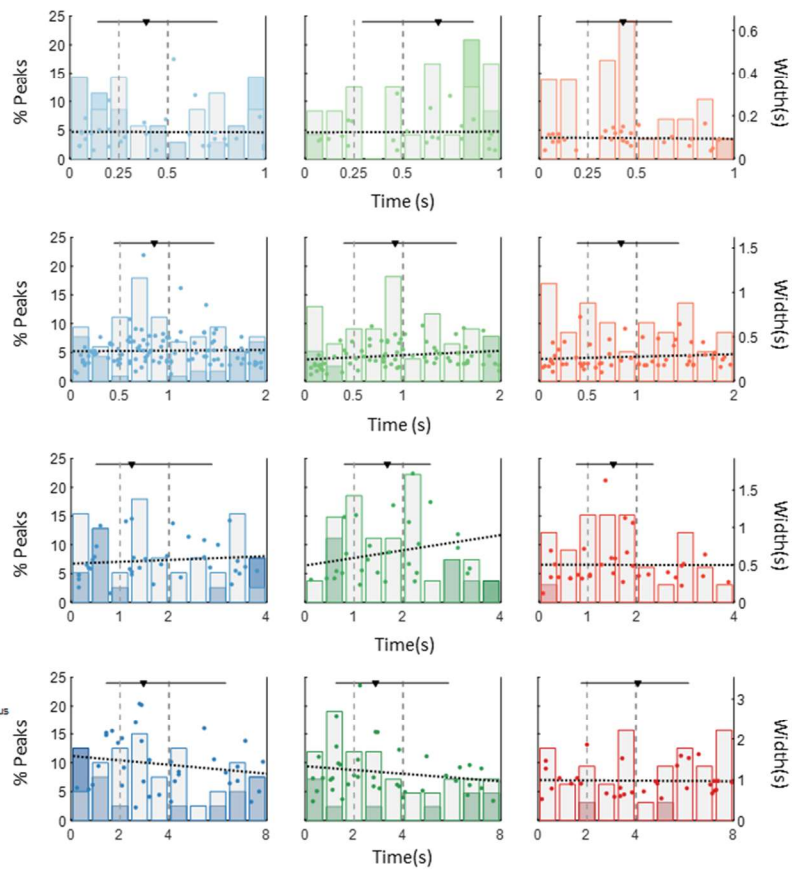 25 20 15 10 5 0
% Peaks
0.6 0.4 0.2 0
Width(s)
0 0.25 0.5 1 0 0.25 0.5 1 0 0.25 0.5 1
Time (s)
25 20 15 10 5 0
% Peaks
1.5 1 0.5 0
Width(s)
0 0.5 1 2 0 0.5 1 2 0 0.5 1 2
Time (s)
25 20 15 10 5 0
% Peaks
1.5 1 0.5 0
Width(s)
0 1 2 4 0 1 2 4 0 1 2 4
Time(s)
us
25 20 15 10 5 0
% Peaks
3 2 1 0
Width(s)
0 2 4 8 0 2 4 8 0 2 4 8
Time(s)